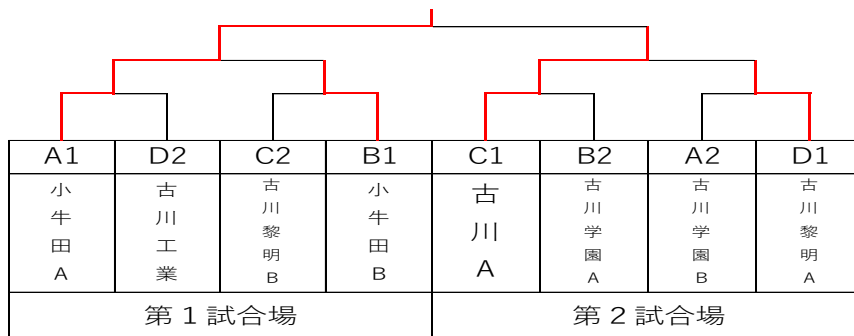 A1 D2 C2 B1 C1 B2 A2 D1
小牛田A
古川工業
古川黎明B
小牛田B
古川A
古川学園A
古川学園B
古川黎明A
第1試合場 第2試合場